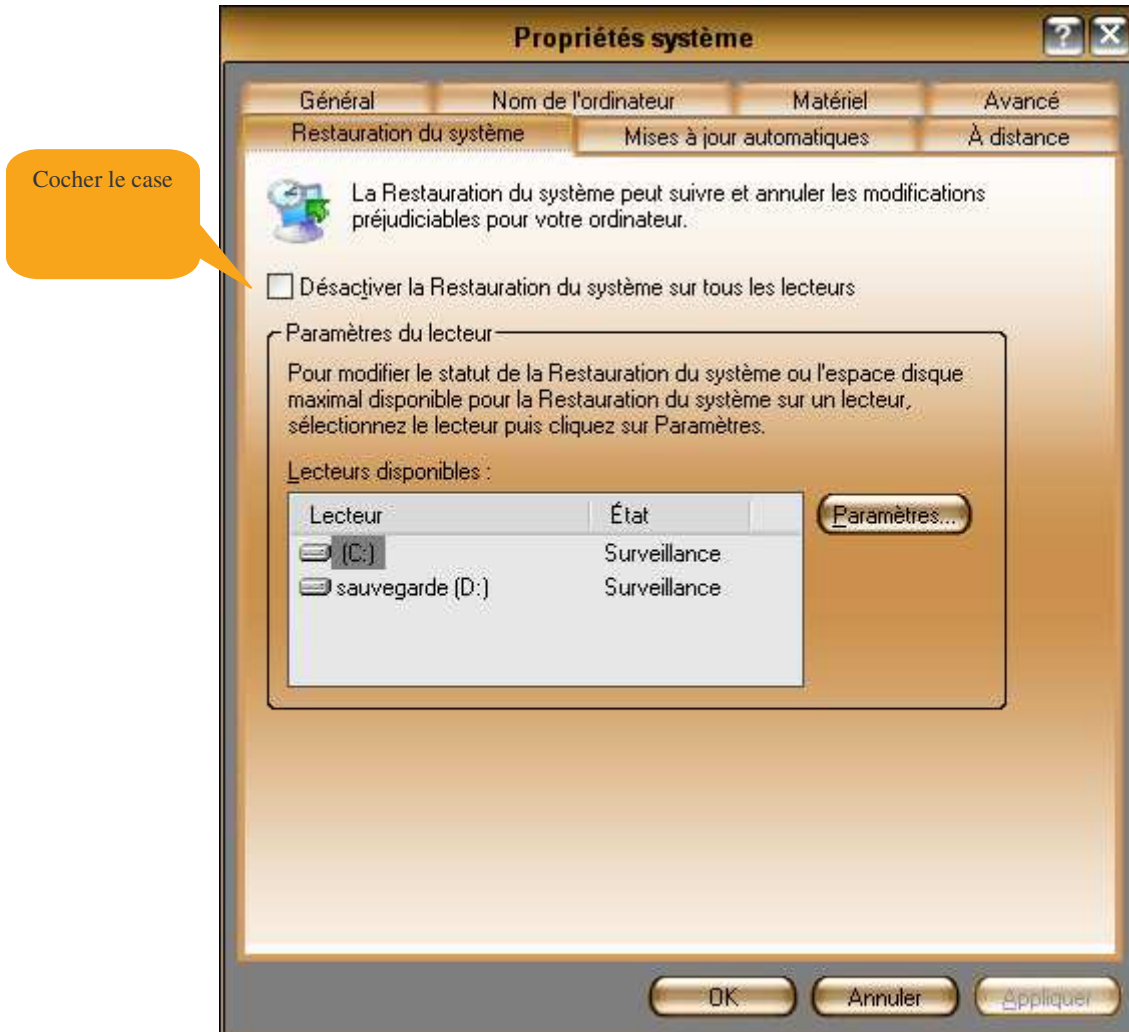 Propriétés système
Général Nom de l'ordinateur Matériel Avancé
Restauration du système Mises à jour automatiques À distance
Cocher le case
La Restauration du système peut suivre et annuler les modifications
préjudiciables pour votre ordinateur.
Désactiver la Restauration du système sur tous les lecteurs
Paramètres du lecteur
Pour modifier le statut de la Restauration du système ou l'espace disque
maximal disponible pour la Restauration du système sur un lecteur,
sélectionnez le lecteur puis cliquez sur Paramètres.
Lecteurs disponibles :
Lecteur État
Paramètres...
(C:) Surveillance
sauvegarde (D:) Surveillance
OK Annuler Appliquer